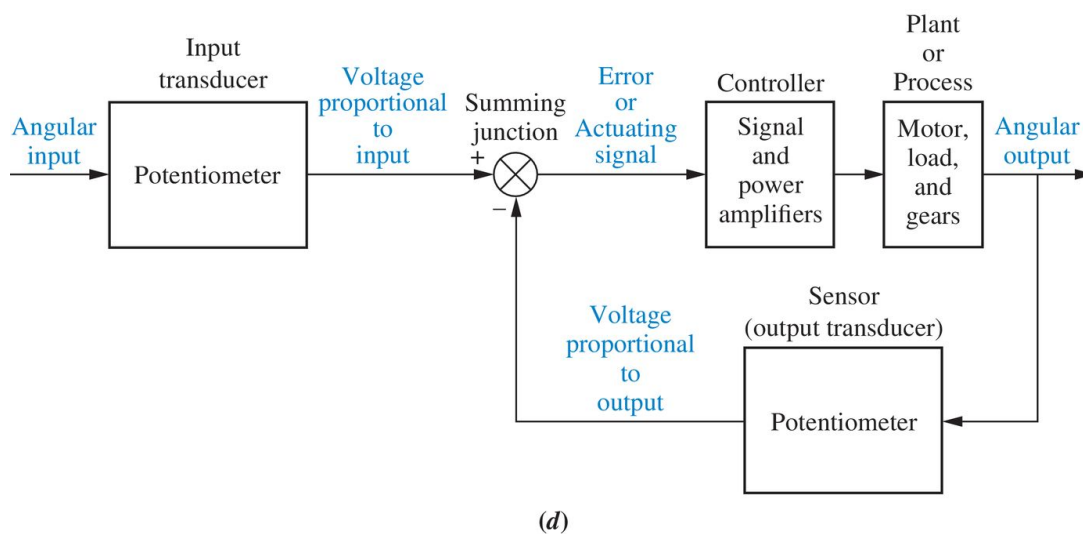 Input
transducer
Angular
input
Potentiometer
Voltage
proportional
to
input
Summing
junction
+
−
Error
or
Actuating
signal
Controller
Signal
and
power
amplifiers
Plant
or
Process
Motor,
load,
and
gears
Angular
output
Sensor
(output transducer)
Potentiometer
Voltage
proportional
to
output
(d)